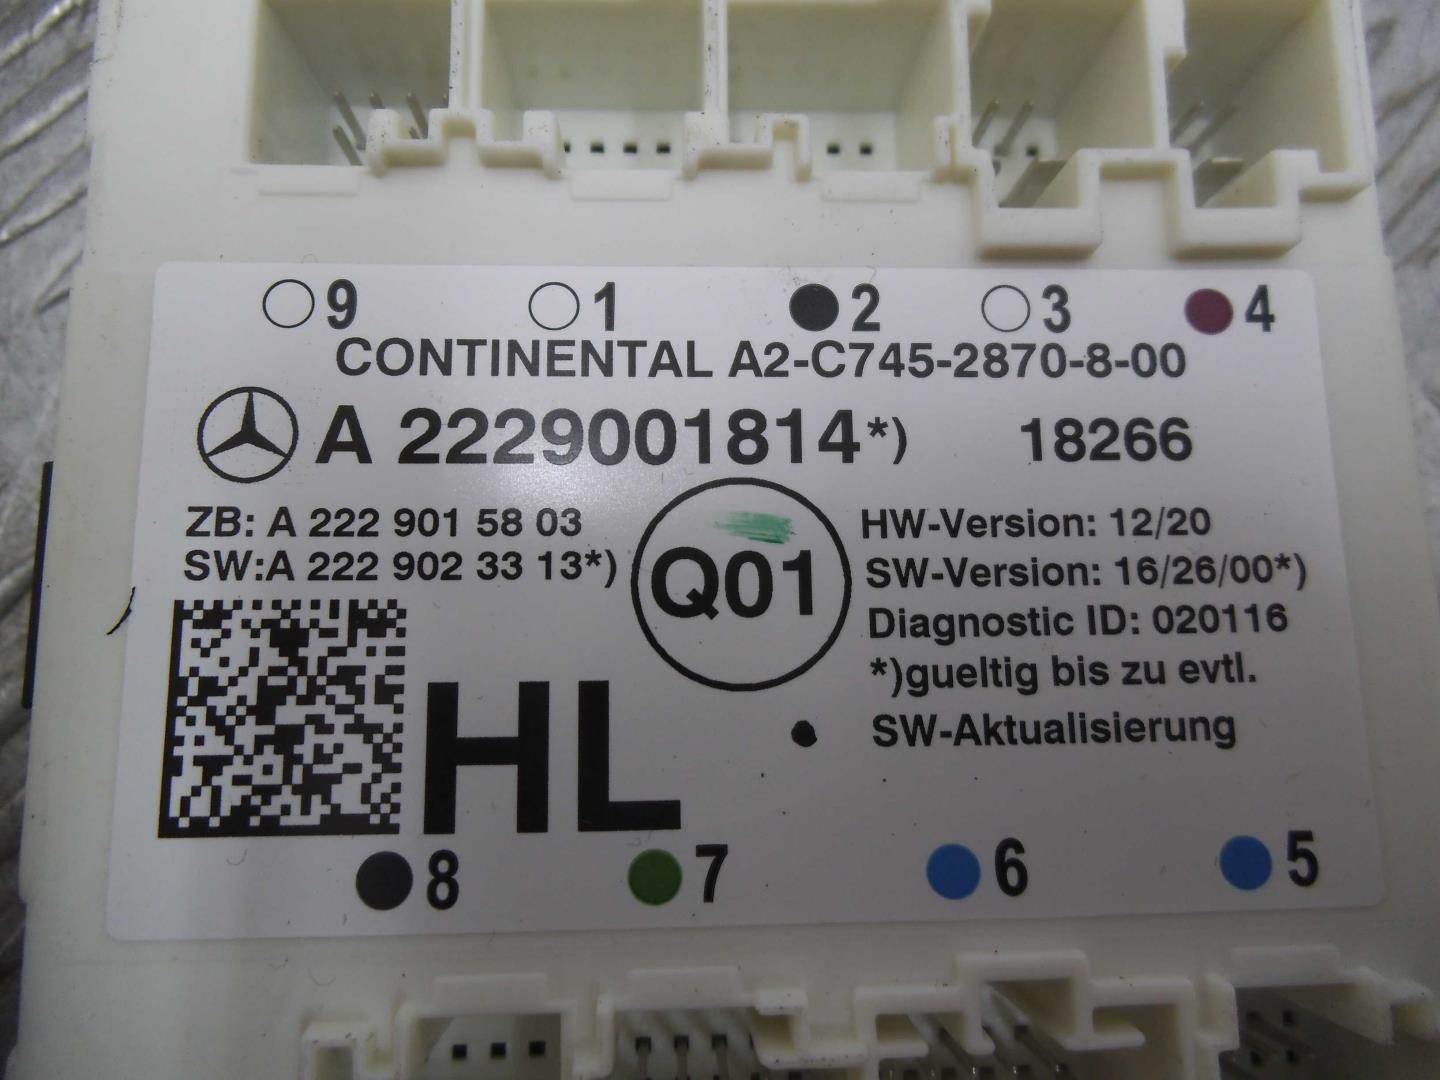 9 1 2 3 4
CONTINENTAL A2-C745-2870-8-00
A 2229001814*) 18266
ZB: A 222 901 58 03
SW:A 222 902 33 13*)
Q01
HW-Version: 12/20
SW-Version: 16/26/00*)
Diagnostic ID: 020116
*)gueltig bis zu evtl.
SW-Aktualisierung
HL
8 7 6 5